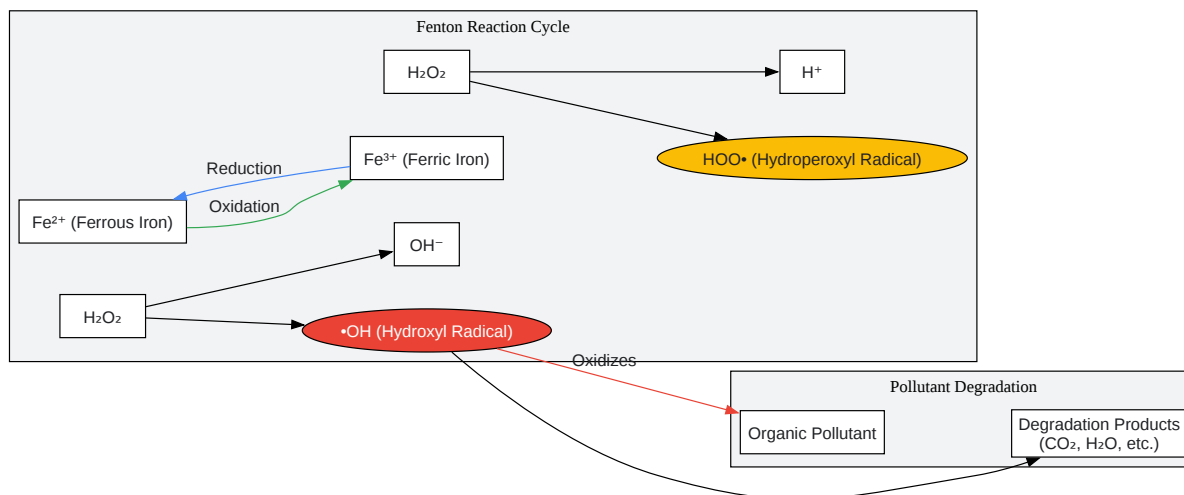 Fenton Reaction Cycle
H₂O₂
H⁺
HOO• (Hydroperoxyl Radical)
Fe³⁺ (Ferric Iron)
Reduction
Oxidation
Fe²⁺ (Ferrous Iron)
OH⁻
H₂O₂
•OH (Hydroxyl Radical)
Oxidizes
Pollutant Degradation
Organic Pollutant
Degradation Products
(CO₂, H₂O, etc.)